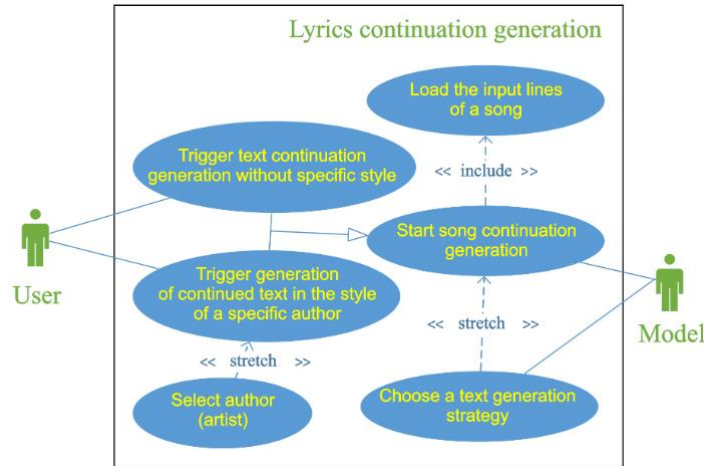 Lyrics continuation generation
Load the input lines
of a song
Trigger text continuation
generation without specific style
<< include >>
Start song continuation
generation
User
Trigger generation
of continued text in the style
of a specific author
Model
<< stretch >>
<< stretch >>
Select author
(artist)
Choose a text generation
strategy